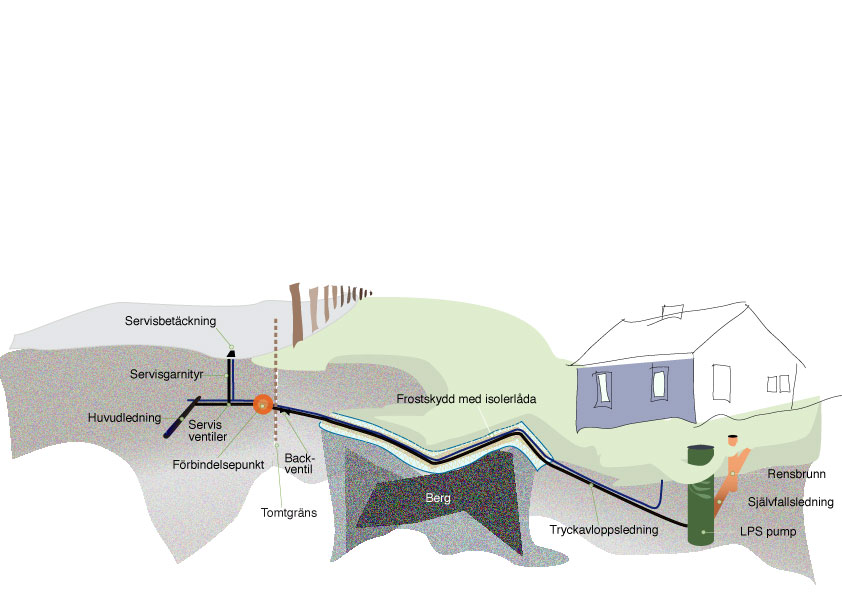 Servisbetäckning
Servisgarnityr
Frostskydd med isolerlåda
Huvudledning
Servis
ventiler
Förbindelsepunkt
Back-
ventil
Rensbrunn
Berg
Självfallsledning
Tomtgräns
Tryckavloppsledning
LPS pump